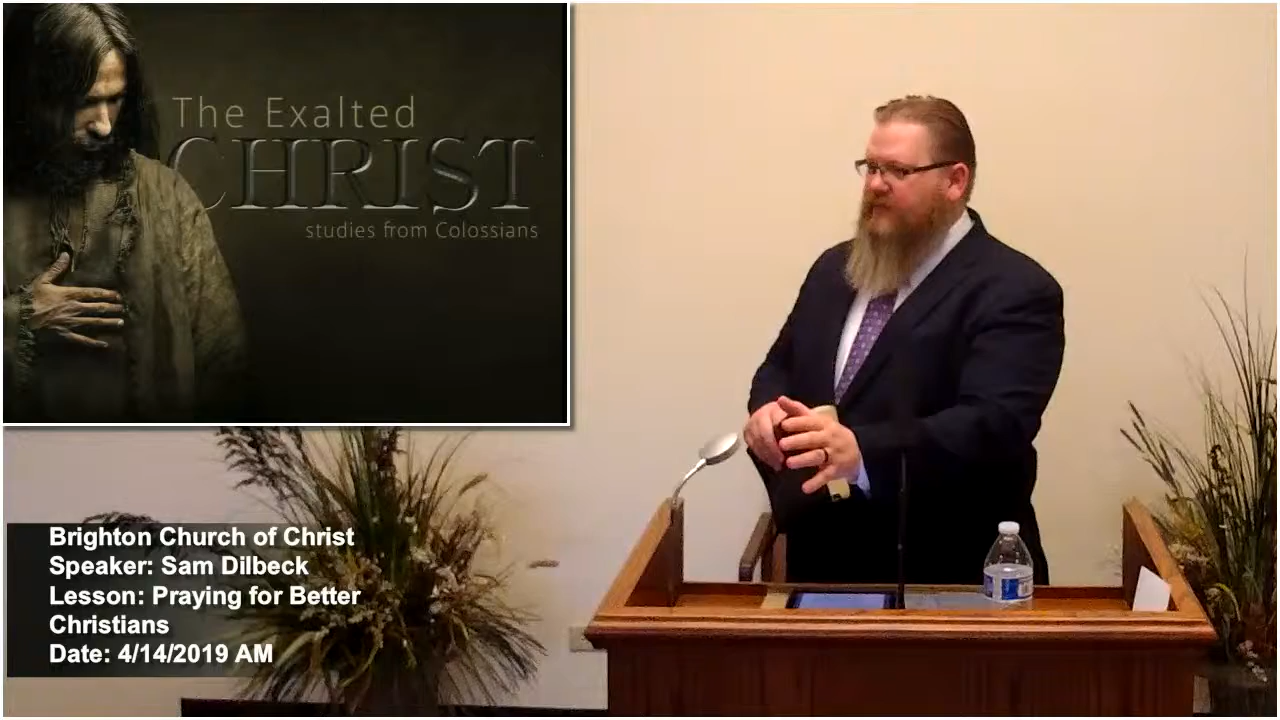 The Exalted
CHRIST
studies from Colossians
Brighton Church of Christ
Speaker: Sam Dilbeck
Lesson: Praying for Better
Christians
Date: 4/14/2019 AM